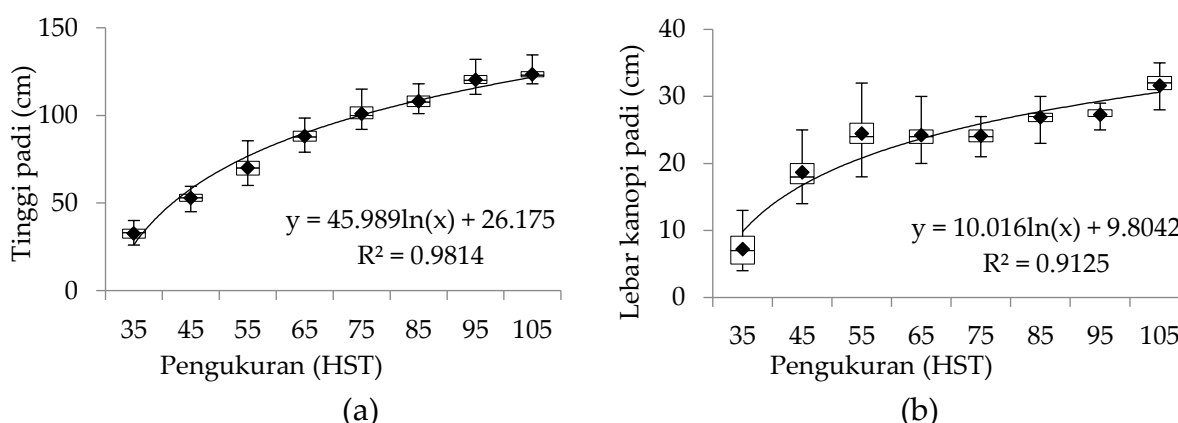 150
100
50
0
Tinggi padi (cm)
y = 45.989ln(x) + 26.175
R² = 0.9814
35 45 55 65 75 85 95 105
Pengukuran (HST)
(a)
40
30
20
10
0
Lebar kanopi padi (cm)
y = 10.016ln(x) + 9.8042
R² = 0.9125
35 45 55 65 75 85 95 105
Pengukuran (HST)
(b)